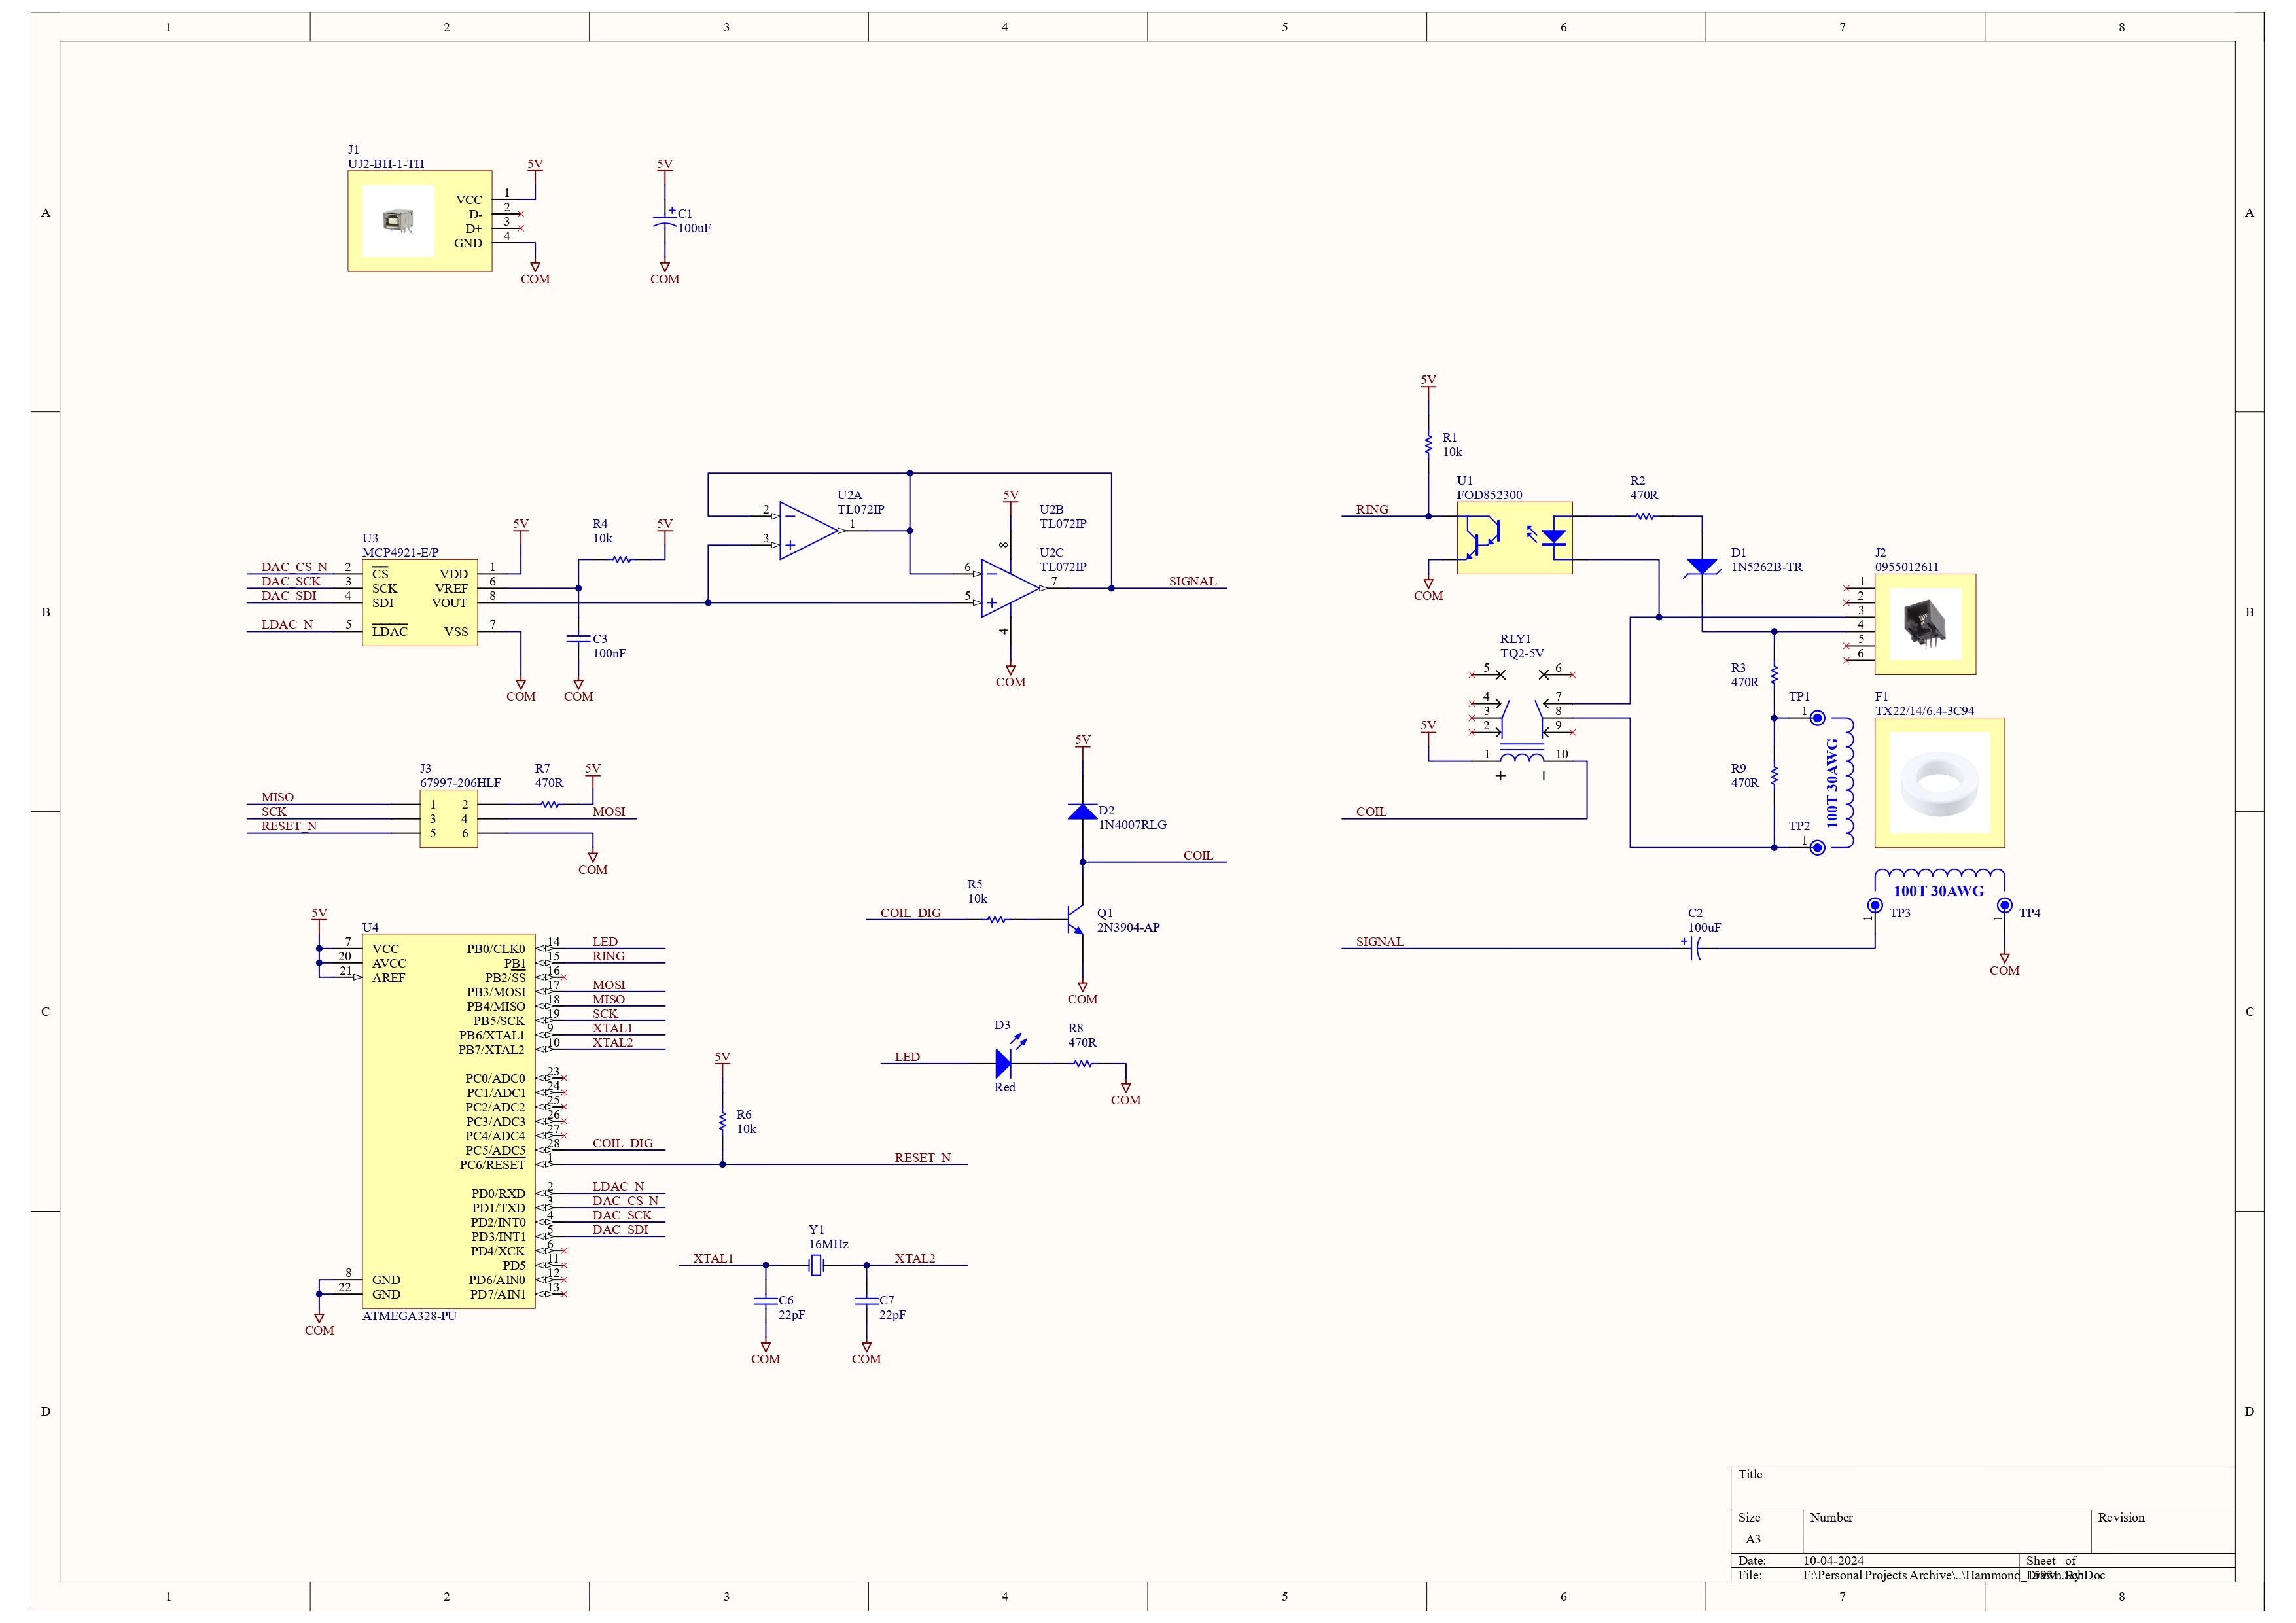 1 2 3 4 5 6 7 8
A A
B B
C C
D D
J1
UJ2-BH-1-TH
VCC 1
D- 2
D+ 3
GND 4
5V
COM
5V
C1
100uF
COM
U3
MCP4921-E/P
DAC_CS_N 2 CS VDD 1
DAC_SCK 3 SCK VREF 6
DAC_SDI 4 SDI VOUT 8
LDAC_N 5 LDAC VSS 7
5V
COM
R4
10k
5V
C3
100nF
COM
U2A
TL072IP
2
3
1
5V
U2B
TL072IP
U2C
TL072IP
8
6
5
7
4
COM
SIGNAL
5V
R1
10k
RING
U1
FOD852300
COM
R2
470R
D1
1N5262B-TR
J2
0955012611
1
2
3
4
5
6
RLY1
TQ2-5V
5 6
4 7
3 8
2 9
1 10
5V
COIL
R3
470R
TP1
1
R9
470R
TP2
1
100T 30AWG
F1
TX22/14/6.4-3C94
100T 30AWG
TP3
1
TP4
1
COM
C2
100uF
SIGNAL
J3
67997-206HLF
MISO 1 2
SCK 3 4 MOSI
RESET_N 5 6
R7
470R
5V
COM
5V
D2
1N4007RLG
COIL
R5
10k
COIL_DIG
Q1
2N3904-AP
COM
D3
Red
LED
R8
470R
COM
5V
U4
7 VCC
20 AVCC
21 AREF
8 GND
22 GND
COM
ATMEGA328-PU
PB0/CLK0 14 LED
PB1 15 RING
PB2/SS 16
PB3/MOSI 17 MOSI
PB4/MISO 18 MISO
PB5/SCK 19 SCK
PB6/XTAL1 9 XTAL1
PB7/XTAL2 10 XTAL2
PC0/ADC0 23
PC1/ADC1 24
PC2/ADC2 25
PC3/ADC3 26
PC4/ADC4 27
PC5/ADC5 28 COIL_DIG
PC6/RESET 1 RESET_N
PD0/RXD 2 LDAC_N
PD1/TXD 3 DAC_CS_N
PD2/INT0 4 DAC_SCK
PD3/INT1 5 DAC_SDI
PD4/XCK 6
PD5 11
PD6/AIN0 12
PD7/AIN1 13
5V
R6
10k
Y1
16MHz
XTAL1 XTAL2
C6
22pF
COM
C7
22pF
COM
Title
Size Number Revision
A3
Date: 10-04-2024 Sheet of
File: F:\Personal Projects Archive\..\Hammond
1 2 3 4 5 6 7 8